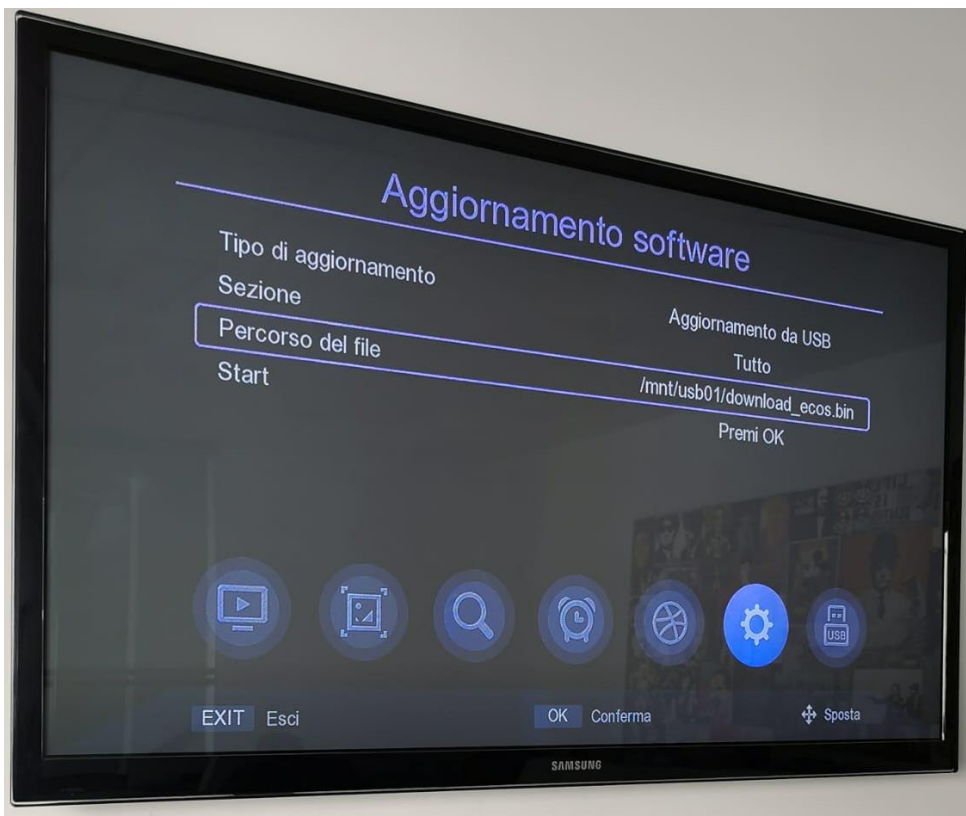 Aggiornamento software
Tipo di aggiornamento Aggiornamento da USB
Sezione Tutto
Percorso del file /mnt/usb01/download_ecos.bin
Start Premi OK
USB
EXIT Esci OK Conferma Sposta
SAMSUNG